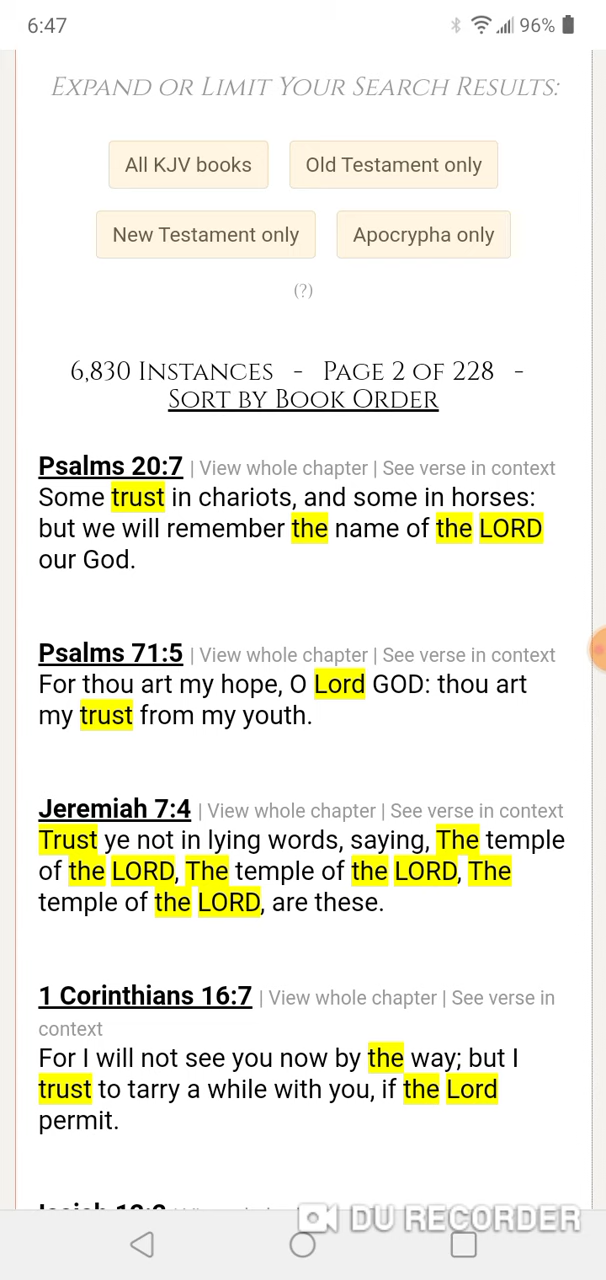 6:47
96%
EXPAND OR LIMIT YOUR SEARCH RESULTS:
All KJV books
Old Testament only
New Testament only
Apocrypha only
(?)
6,830 INSTANCES - PAGE 2 OF 228 -
SORT BY BOOK ORDER
Psalms 20:7 | View whole chapter | See verse in context
Some trust in chariots, and some in horses:
but we will remember the name of the LORD
our God.
Psalms 71:5 | View whole chapter | See verse in context
For thou art my hope, O Lord GOD: thou art
my trust from my youth.
Jeremiah 7:4 | View whole chapter | See verse in context
Trust ye not in lying words, saying, The temple
of the LORD, The temple of the LORD, The
temple of the LORD, are these.
1 Corinthians 16:7 | View whole chapter | See verse in
context
For I will not see you now by the way; but I
trust to tarry a while with you, if the Lord
permit.
DU RECORDER